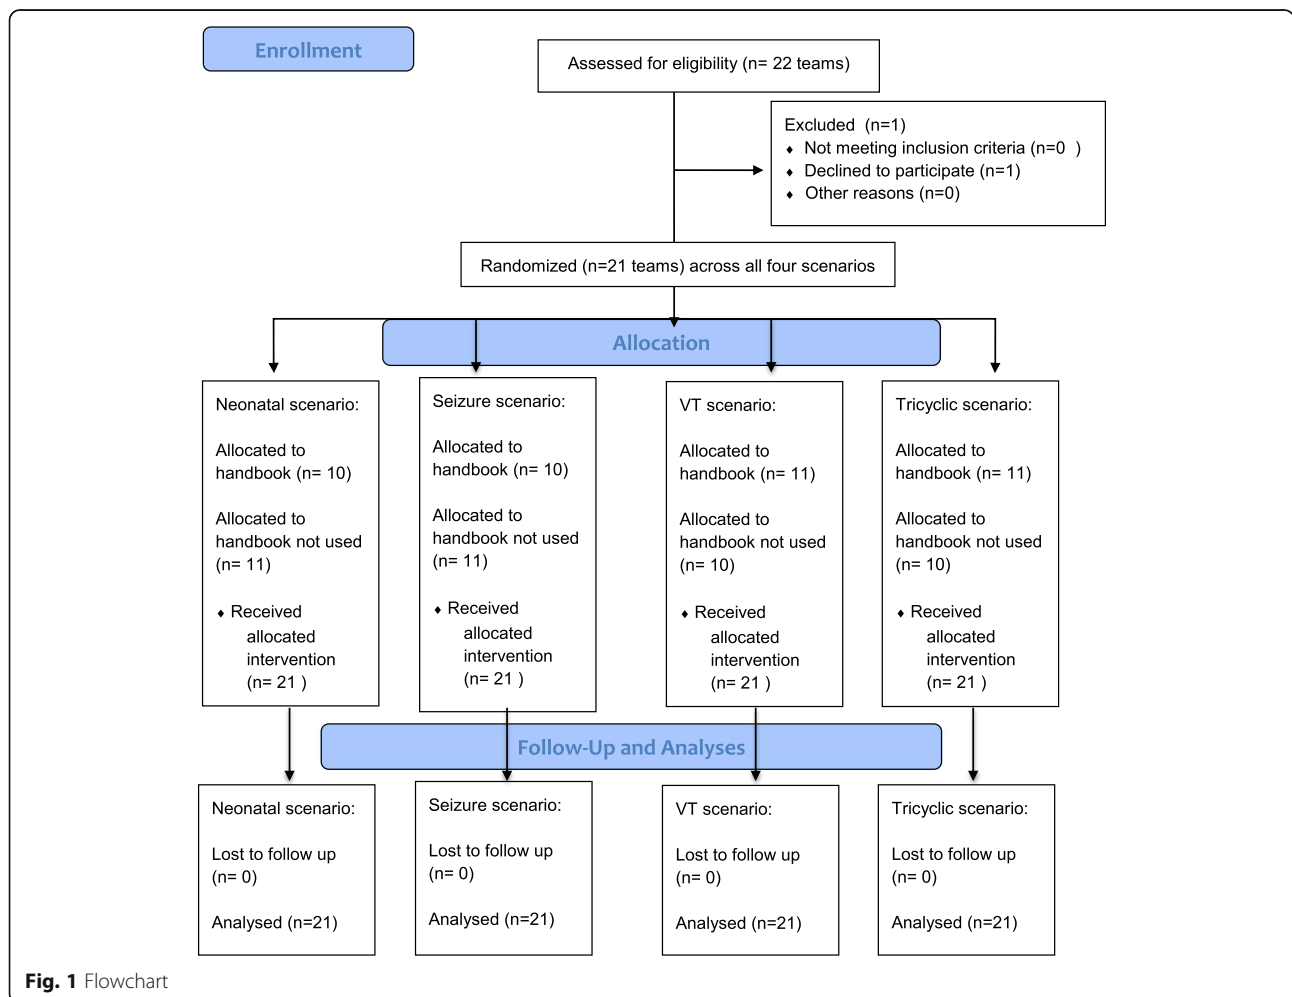 Enrollment
Assessed for eligibility (n= 22 teams)
Excluded (n=1)
♦ Not meeting inclusion criteria (n=0 )
♦ Declined to participate (n=1)
♦ Other reasons (n=0)
Randomized (n=21 teams) across all four scenarios
Allocation
Neonatal scenario:
Allocated to
handbook (n= 10)
Allocated to
handbook not used
(n= 11)
♦ Received
allocated
intervention
(n= 21 )
Seizure scenario:
Allocated to
handbook (n= 10)
Allocated to
handbook not used
(n= 11)
♦ Received
allocated
intervention
(n= 21 )
VT scenario:
Allocated to
handbook (n= 11)
Allocated to
handbook not used
(n= 10)
♦ Received
allocated
intervention
(n= 21 )
Tricyclic scenario:
Allocated to
handbook (n= 11)
Allocated to
handbook not used
(n= 10)
♦ Received
allocated
intervention
(n= 21 )
Follow-Up and Analyses
Neonatal scenario:
Lost to follow up
(n= 0)
Analysed (n=21)
Seizure scenario:
Lost to follow up
(n= 0)
Analysed (n=21)
VT scenario:
Lost to follow up
(n= 0)
Analysed (n=21)
Tricyclic scenario:
Lost to follow up
(n= 0)
Analysed (n=21)
Fig. 1 Flowchart